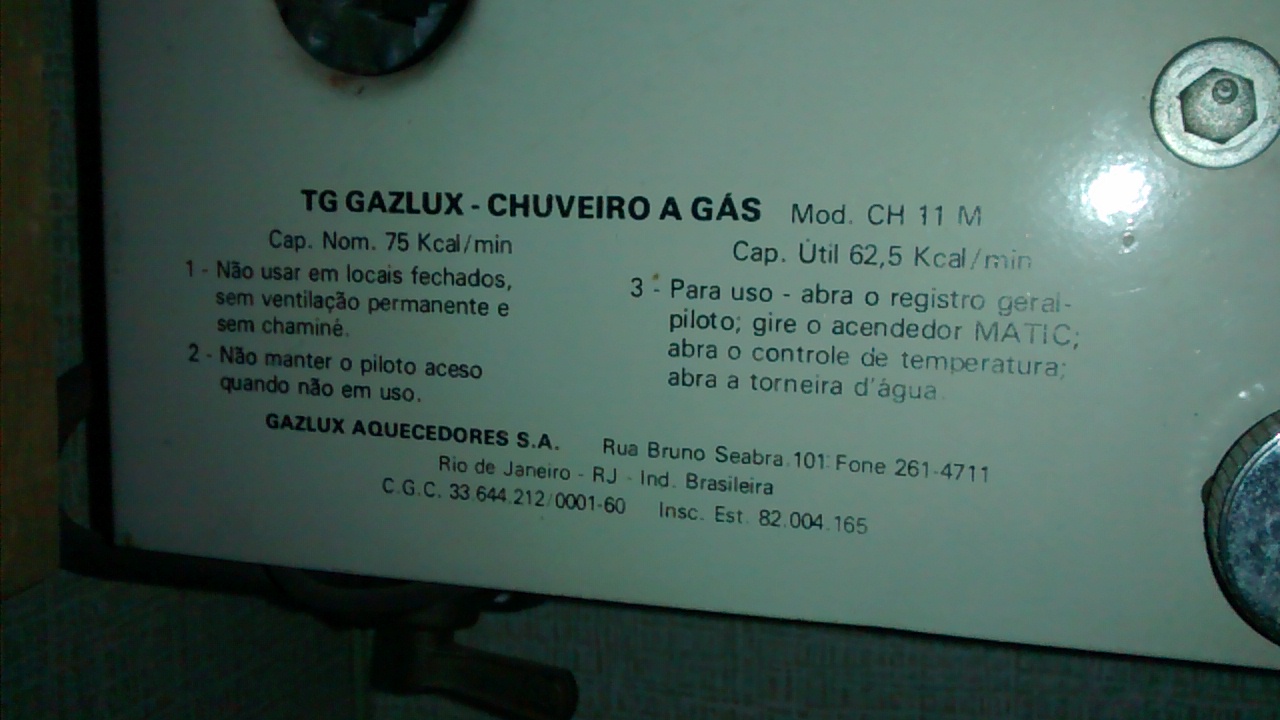 TG GAZLUX - CHUVEIRO A GÁS Mod. CH 11 M
Cap. Nom. 75 Kcal/min
Cap. Útil 62,5 Kcal/min
1 - Não usar em locais fechados,
sem ventilação permanente e
sem chaminé.
2 - Não manter o piloto aceso
quando não em uso.
3 - Para uso - abra o registro geral-
piloto; gire o acendedor MATIC;
abra o controle de temperatura;
abra a torneira d'água.
GAZLUX AQUECEDORES S.A. Rua Bruno Seabra 101 Fone 261-4711
Rio de Janeiro - RJ - Ind. Brasileira
C.G.C. 33.644.212/0001-60 Insc. Est. 82.004.165